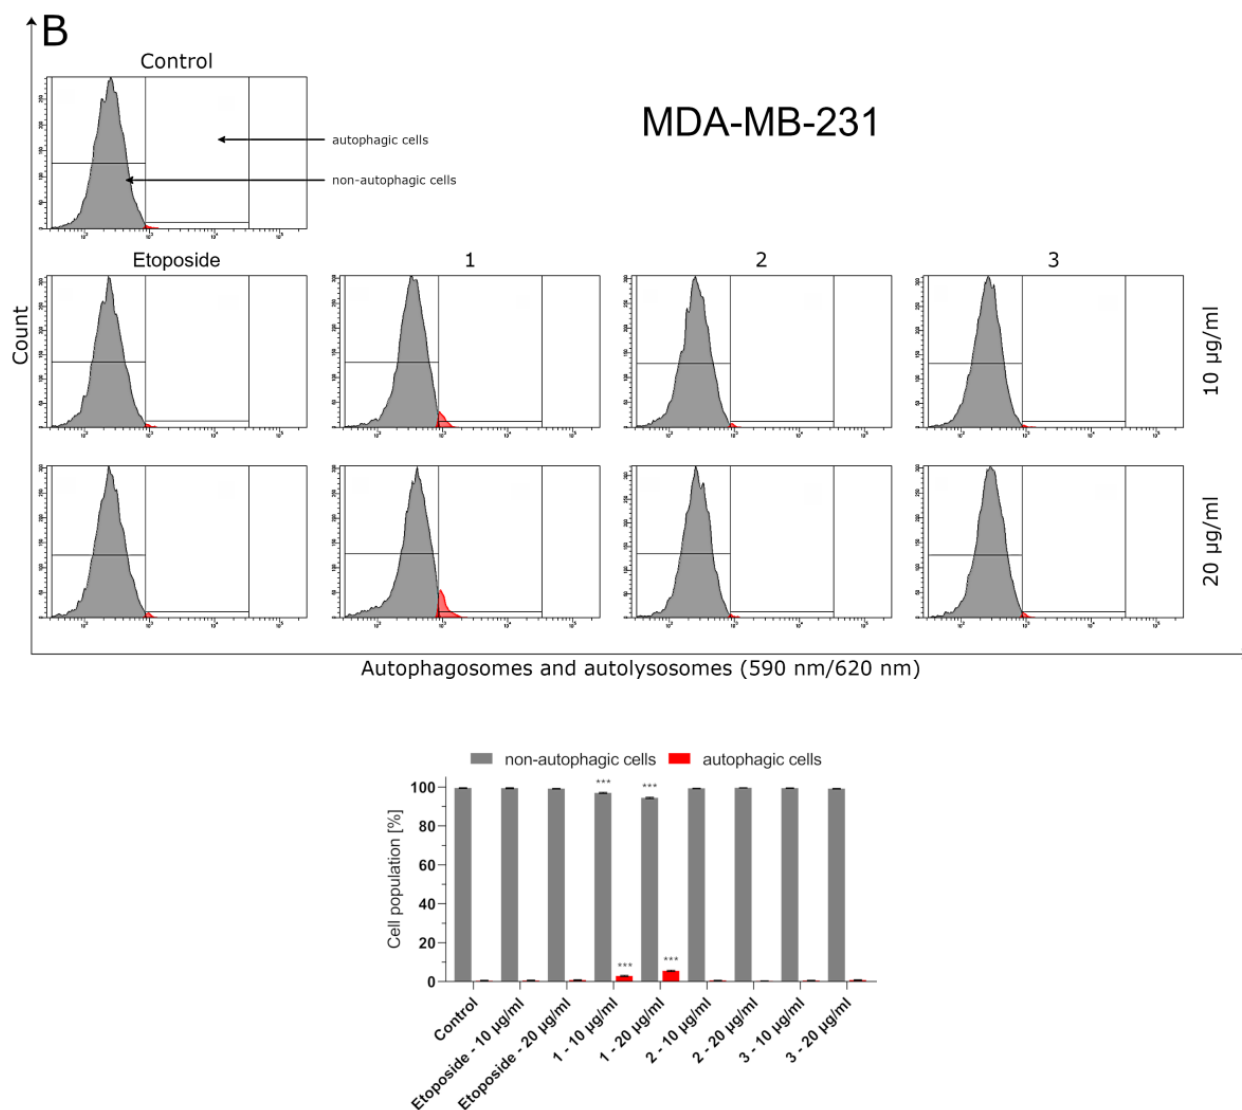 B
Control
MDA-MB-231
autophagic cells
non-autophagic cells
Etoposide 1 2 3
Count
10 µg/ml
20 µg/ml
Autophagosomes and autolysosomes (590 nm/620 nm)
non-autophagic cells autophagic cells
Cell population [%]
100
80
60
40
20
0
*** ***
*** ***
Control
Etoposide - 10 µg/ml
Etoposide - 20 µg/ml
1 - 10 µg/ml
1 - 20 µg/ml
2 - 10 µg/ml
2 - 20 µg/ml
3 - 10 µg/ml
3 - 20 µg/ml